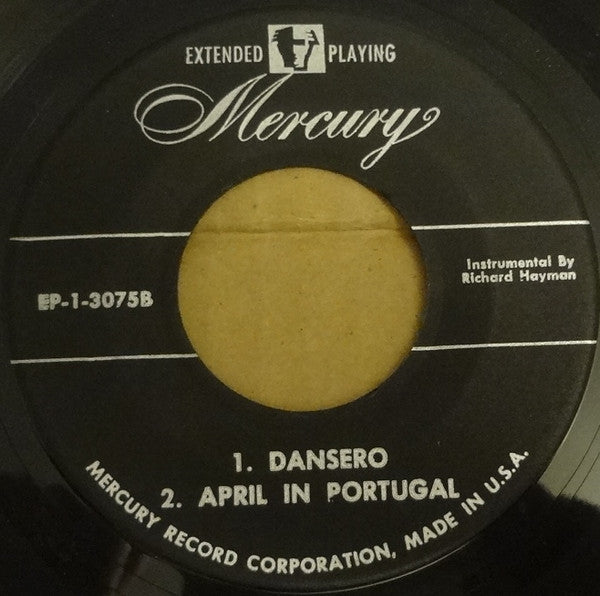 EXTENDED PLAYING
Mercury
EP-1-3075B
Instrumental By
Richard Hayman
1. DANSERO
2. APRIL IN PORTUGAL
MERCURY RECORD CORPORATION, MADE IN U.S.A.